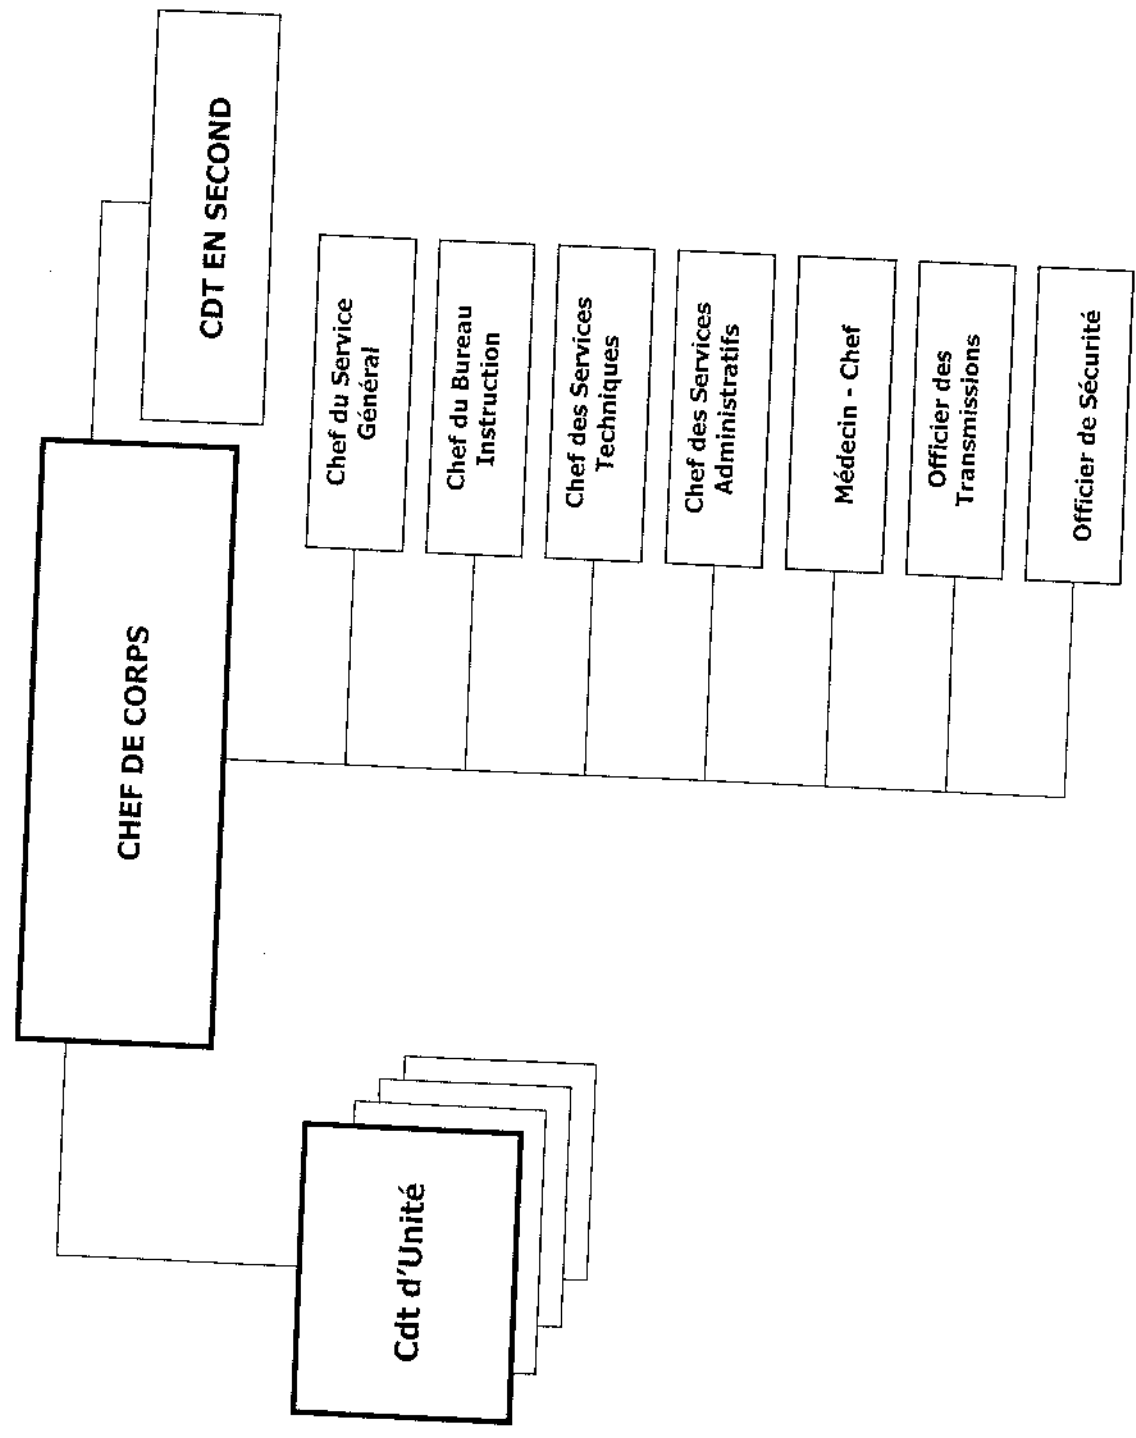 CHEF DE CORPS
CDT EN SECOND
Cdt d'Unité
Chef du Service
Général
Chef du Bureau
Instruction
Chef des Services
Techniques
Chef des Services
Administratifs
Médecin - Chef
Officier des
Transmissions
Officier de Sécurité